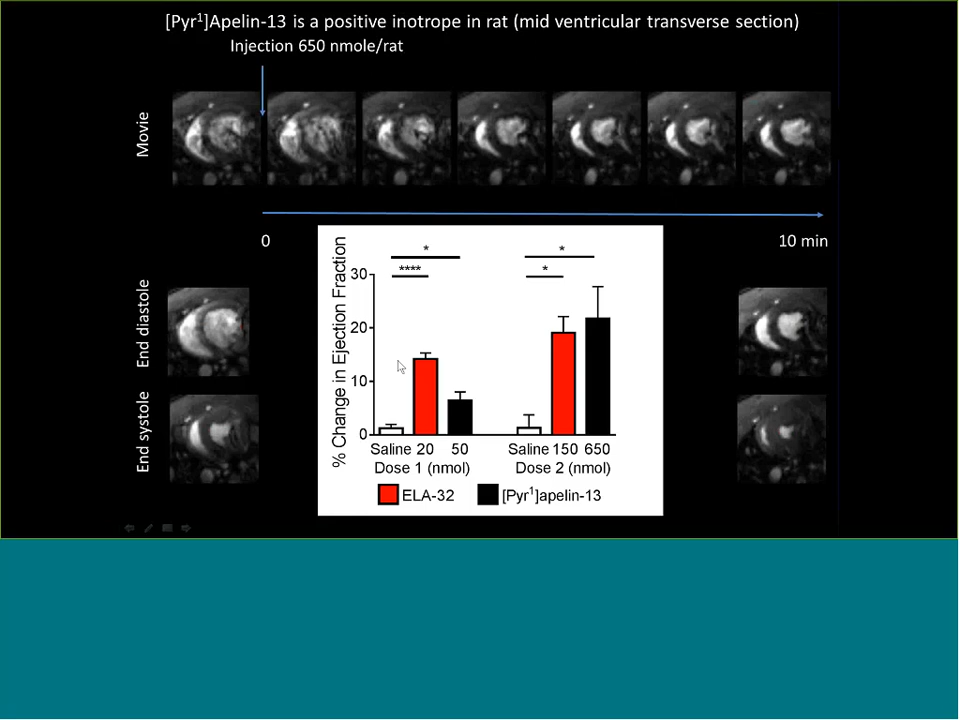 [Pyr1]Apelin-13 is a positive inotrope in rat (mid ventricular transverse section)
Injection 650 nmole/rat
Movie
0
10 min
End diastole
End systole
% Change in Ejection Fraction
30
20
10
0
*
****
*
*
Saline 20 50
Dose 1 (nmol)
Saline 150 650
Dose 2 (nmol)
ELA-32
[Pyr1]apelin-13